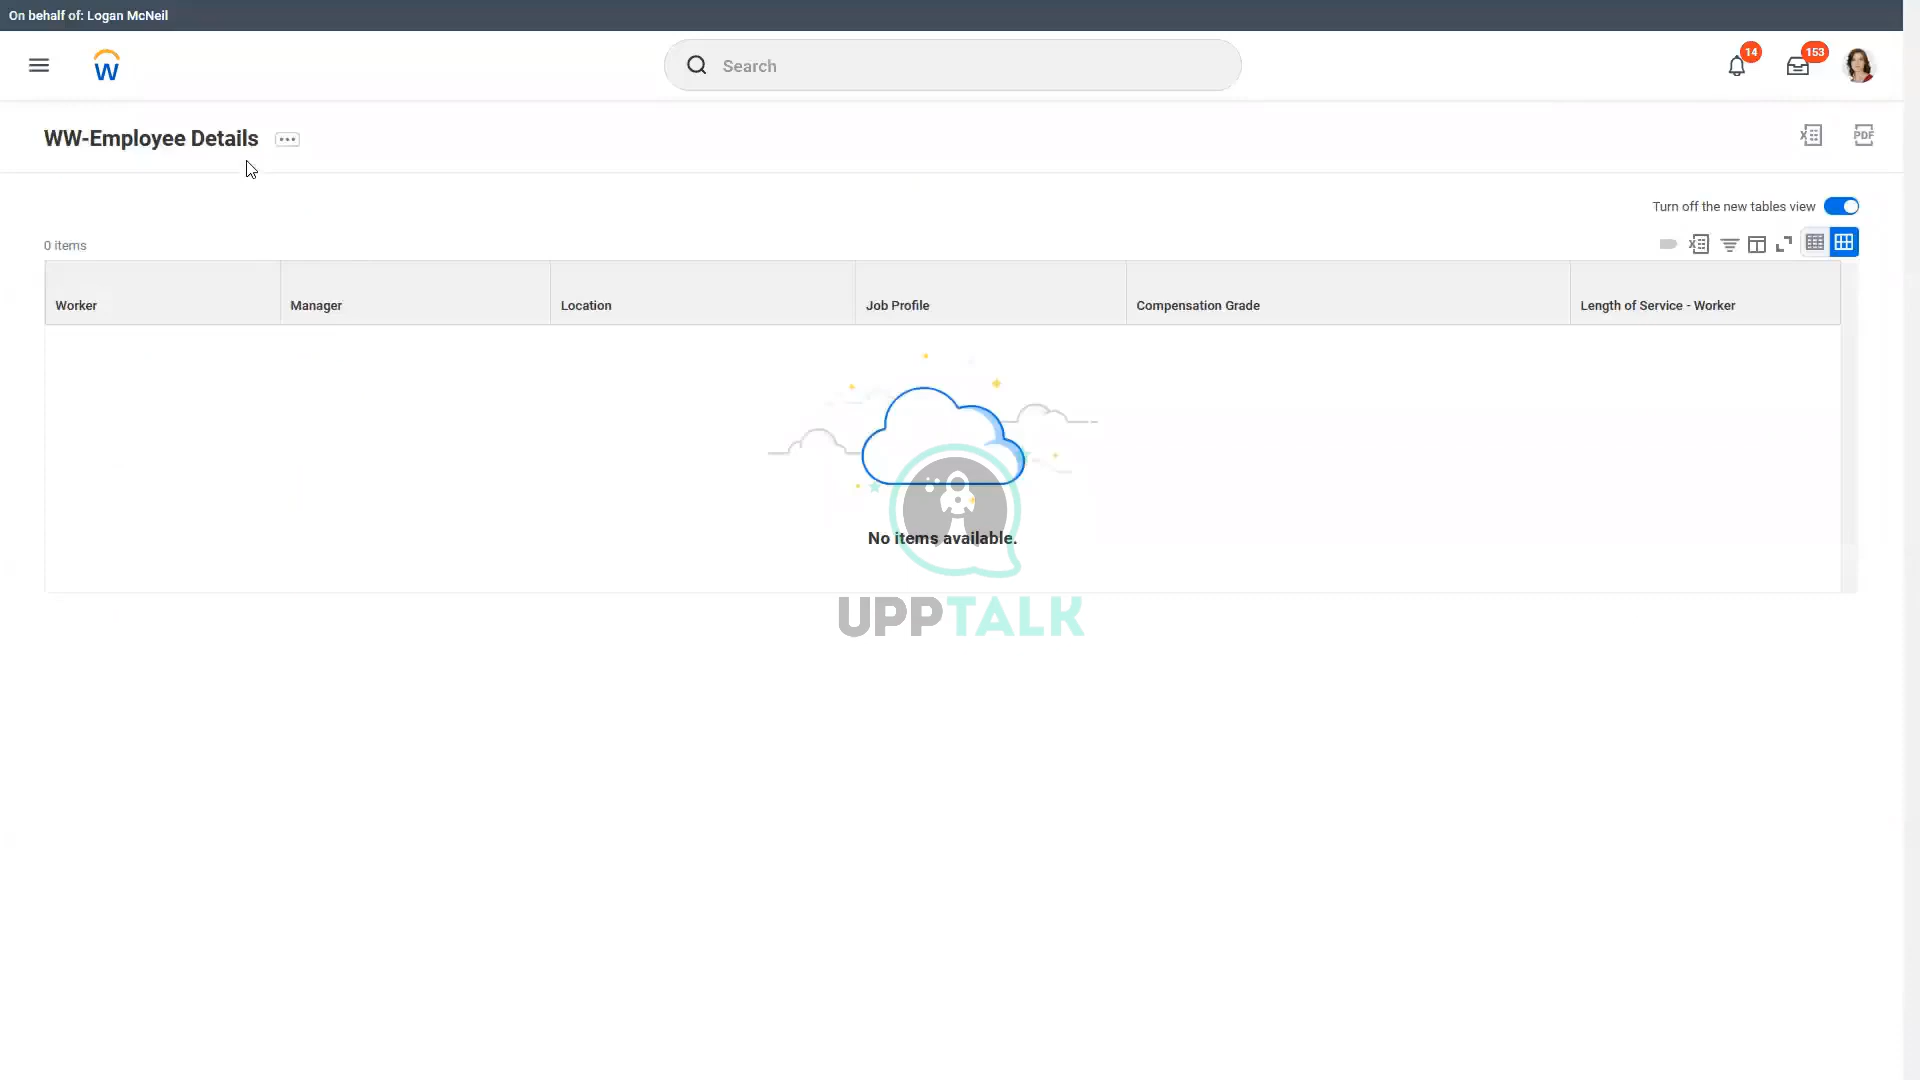 On behalf of: Logan McNeil
W
Search
14
153
WW-Employee Details
X
PDF
Turn off the new tables view
0 items
X
Worker
Manager
Location
Job Profile
Compensation Grade
Length of Service - Worker
No items available.
UPPTALK